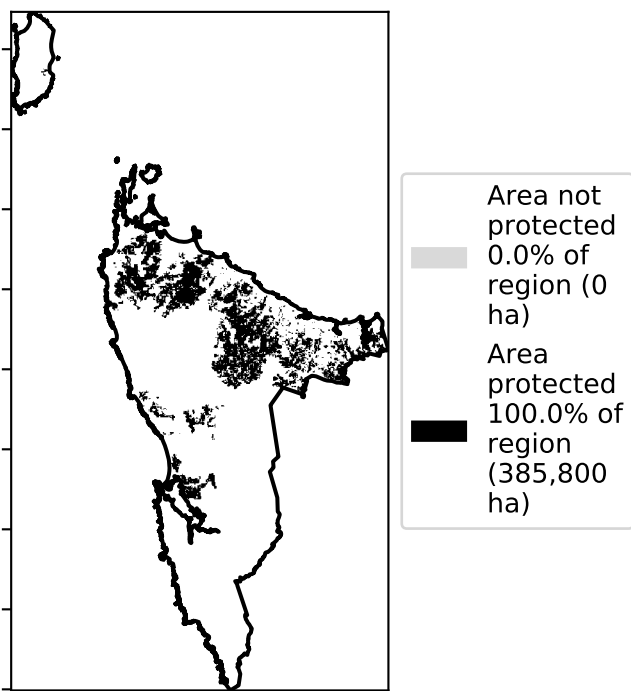 Area not
protected
0.0% of
region (0
ha)
Area
protected
100.0% of
region
(385,800
ha)